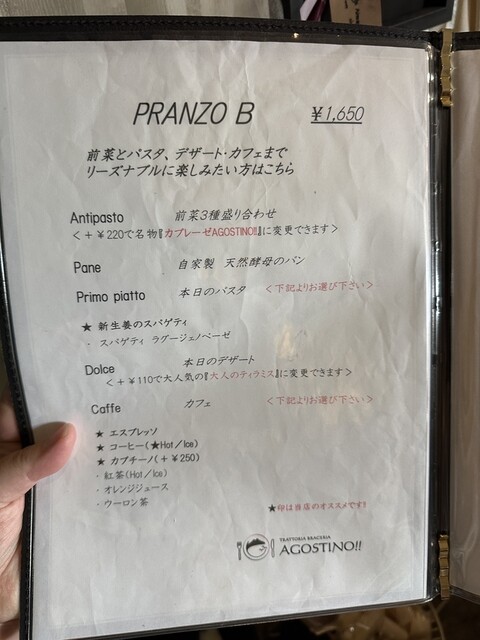 PRANZO B ￥1,650
前菜とパスタ、デザート・カフェまで
リーズナブルに楽しみたい方はこちら
Antipasto 前菜３種盛り合わせ
＜＋￥220で名物『カプレーゼAGOSTINO!!』に変更できます＞
Pane 自家製 天然酵母のパン
Primo piatto 本日のパスタ ＜下記よりお選び下さい＞
★ 新生姜のスパゲティ
・ スパゲティ ラグージェノベーゼ
Dolce 本日のデザート
＜＋￥110で大人気の『大人のティラミス』に変更できます＞
Caffe カフェ ＜下記よりお選び下さい＞
★ エスプレッソ
★ コーヒー(★Hot／Ice)
★ カプチーノ(＋￥250)
・ 紅茶(Hot／Ice)
・ オレンジジュース
・ ウーロン茶
★印は当店のオススメです!!
TRATTORIA BRACERIA
AGOSTINO!!